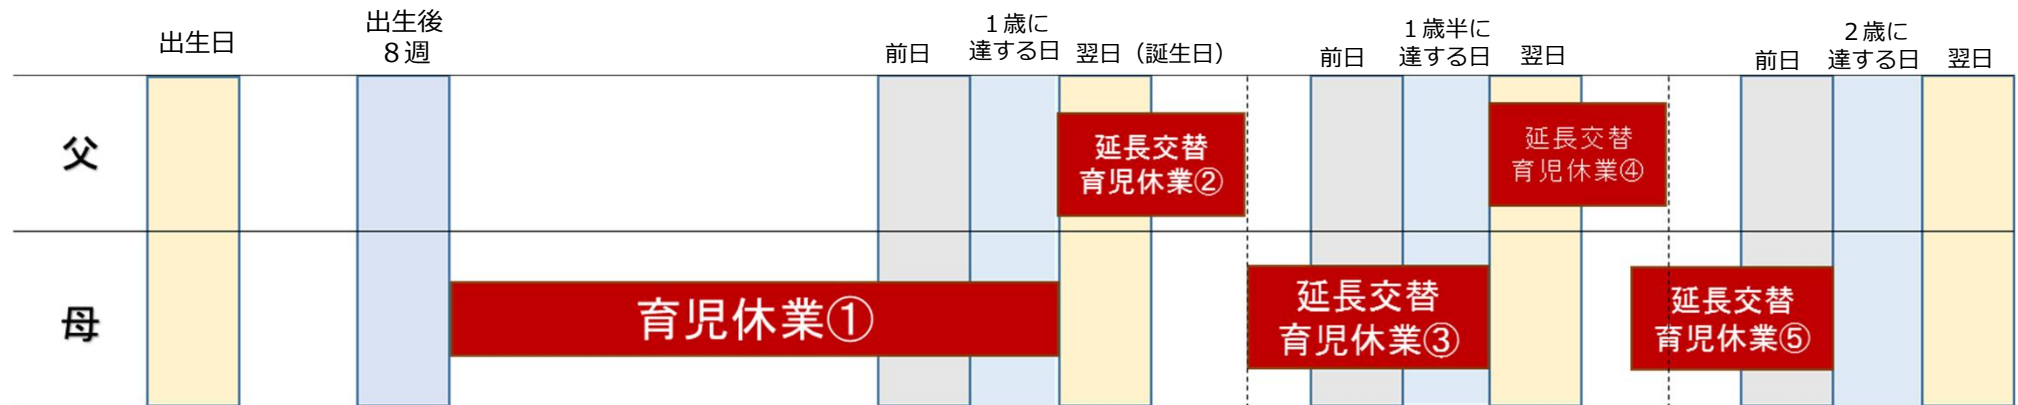 出生日
出生後
８週
前日
１歳に
達する日
翌日（誕生日）
前日
１歳半に
達する日
翌日
前日
２歳に
達する日
翌日
父
延長交替
育児休業②
延長交替
育児休業④
母
育児休業①
延長交替
育児休業③
延長交替
育児休業⑤